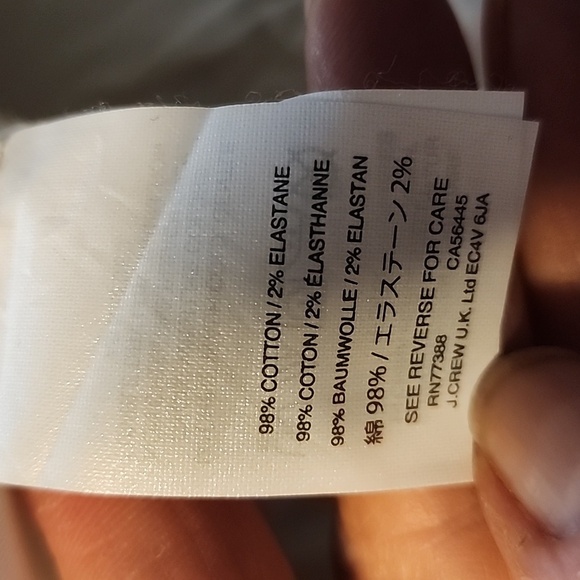 98% COTTON / 2% ELASTANE
98% COTON / 2% ÉLASTHANNE
98% BAUMWOLLE / 2% ELASTAN
綿 98% / エラステーン 2%
SEE REVERSE FOR CARE
RN77388 CA56445
J.CREW U.K. Ltd EC4V 6JA